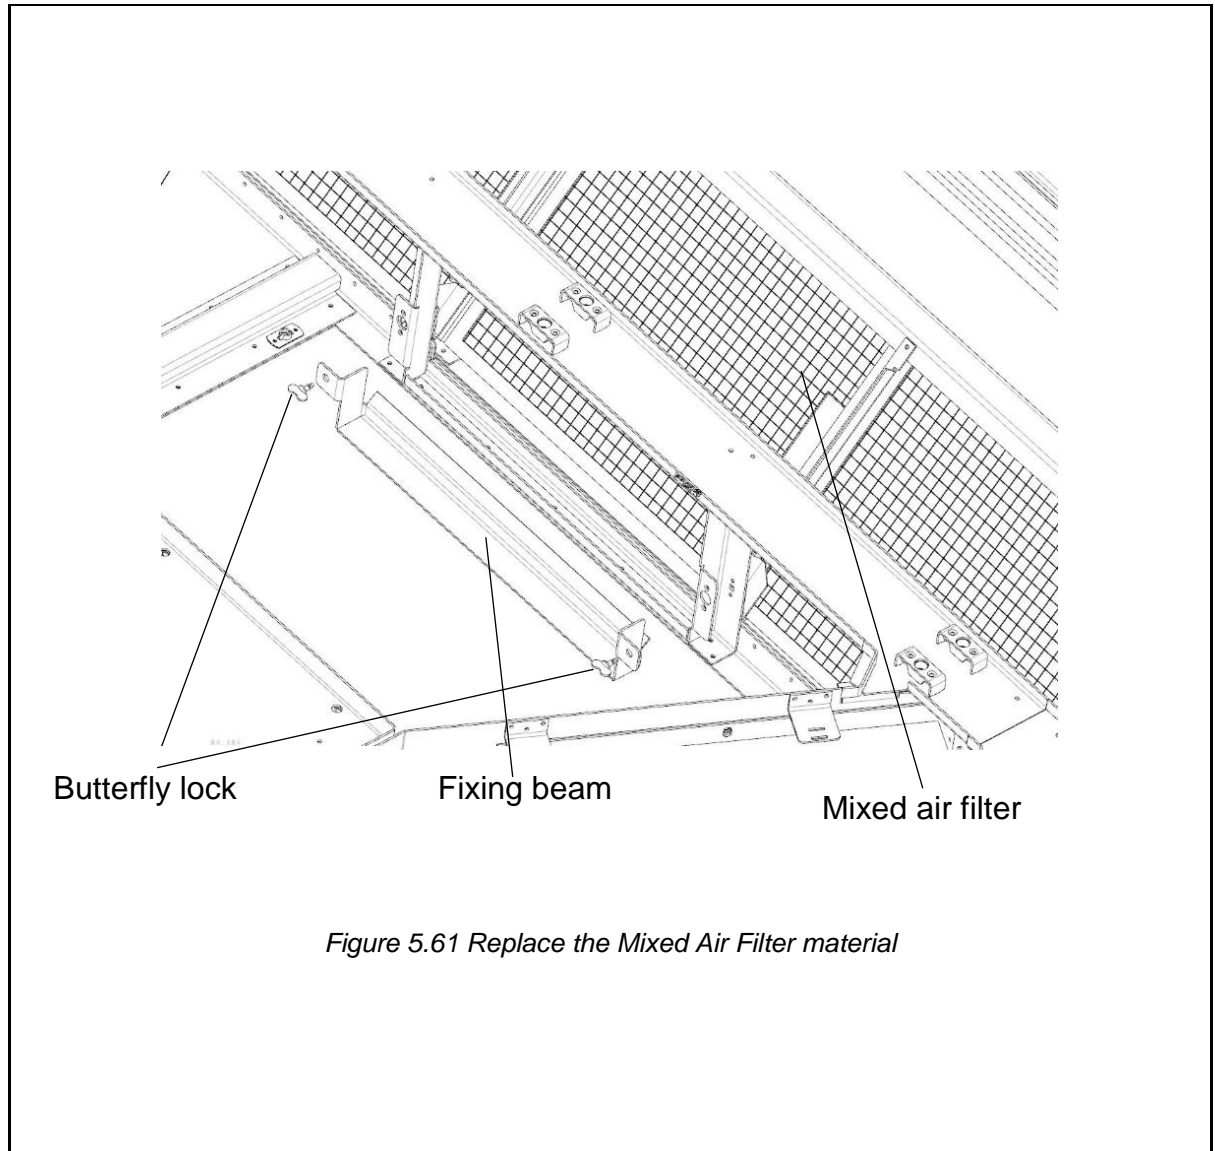 Butterfly lock
Fixing beam
Mixed air filter
Figure 5.61 Replace the Mixed Air Filter material